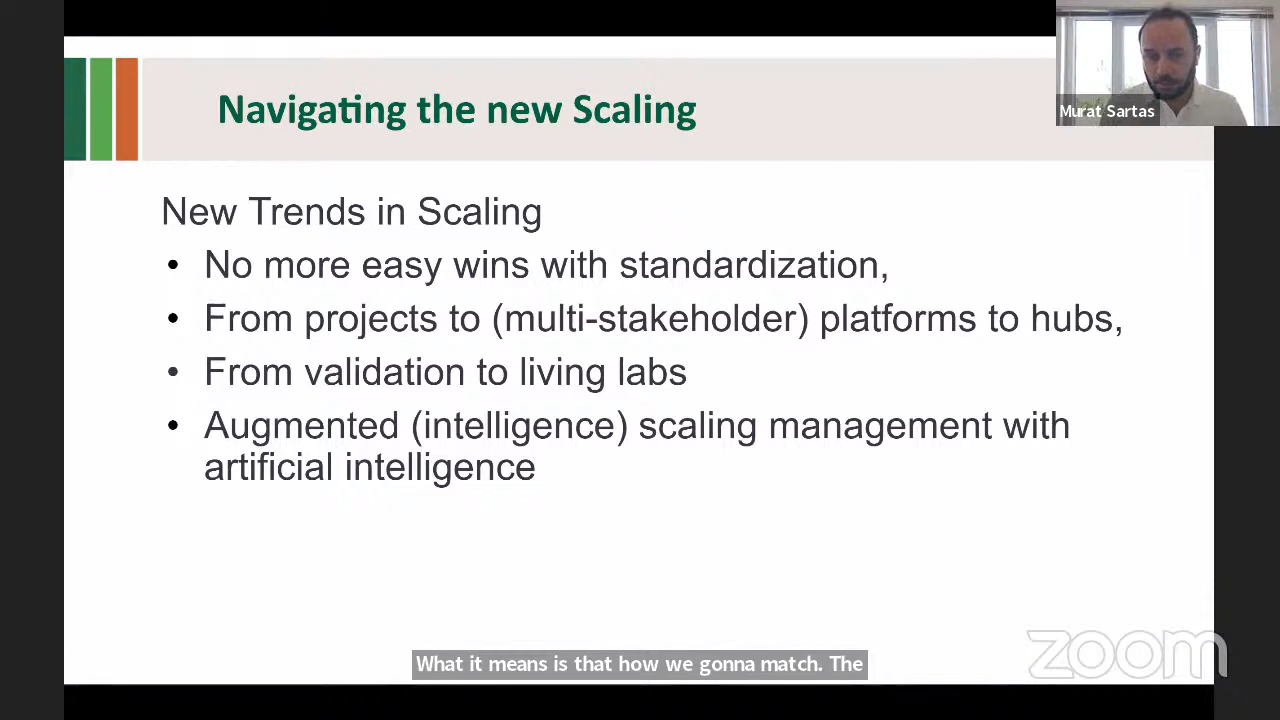 Navigating the new Scaling
Murat Sartas
New Trends in Scaling
• No more easy wins with standardization,
• From projects to (multi-stakeholder) platforms to hubs,
• From validation to living labs
• Augmented (intelligence) scaling management with
artificial intelligence
What it means is that how we gonna match. The
zoom